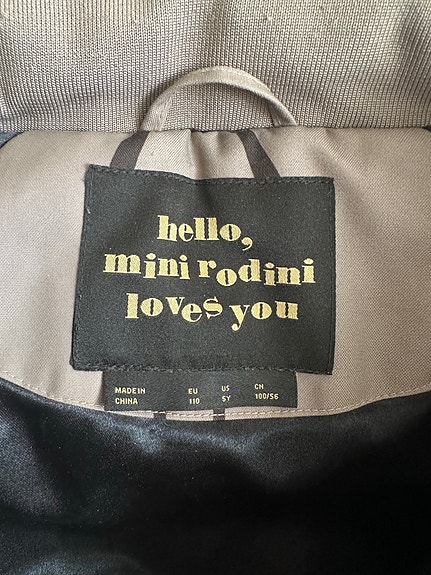 hello,
mini rodini
loves you
MADE IN EU US CN
CHINA 110 5Y 100/56